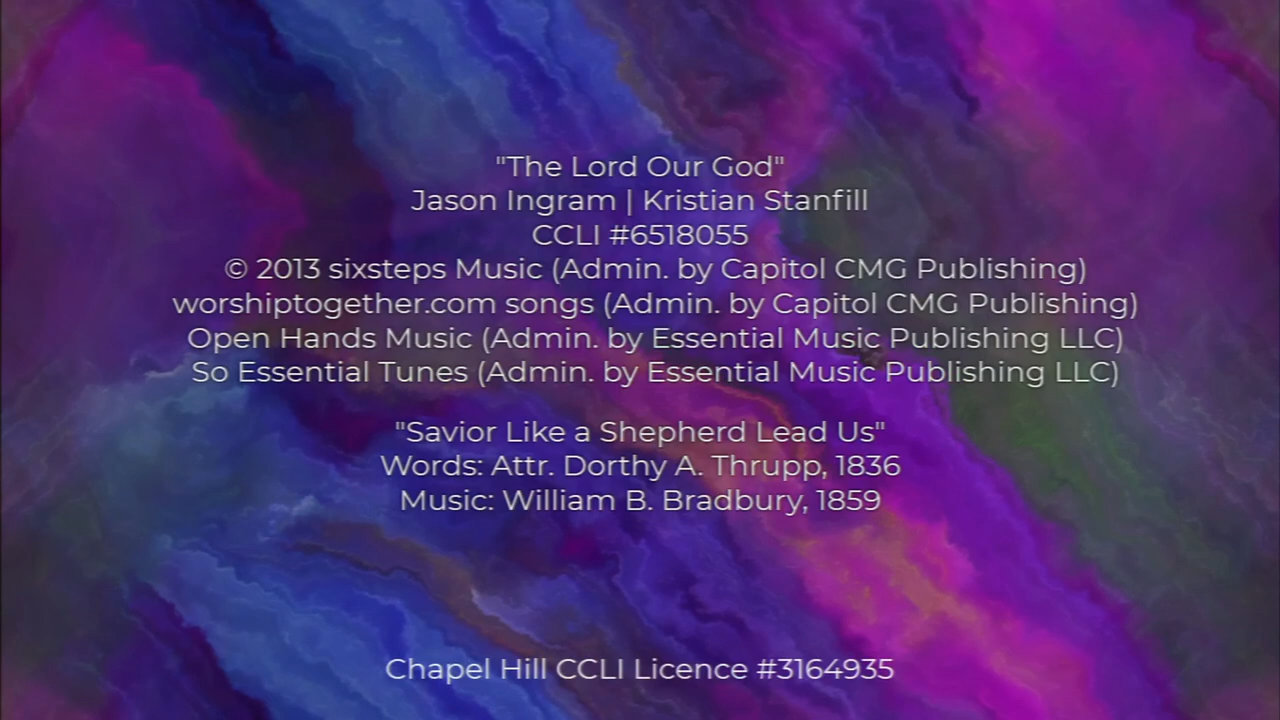 "The Lord Our God"
Jason Ingram | Kristian Stanfill
CCLI #6518055
© 2013 sixsteps Music (Admin. by Capitol CMG Publishing)
worshiptogether.com songs (Admin. by Capitol CMG Publishing)
Open Hands Music (Admin. by Essential Music Publishing LLC)
So Essential Tunes (Admin. by Essential Music Publishing LLC)
"Savior Like a Shepherd Lead Us"
Words: Attr. Dorthy A. Thrupp, 1836
Music: William B. Bradbury, 1859
Chapel Hill CCLI Licence #3164935